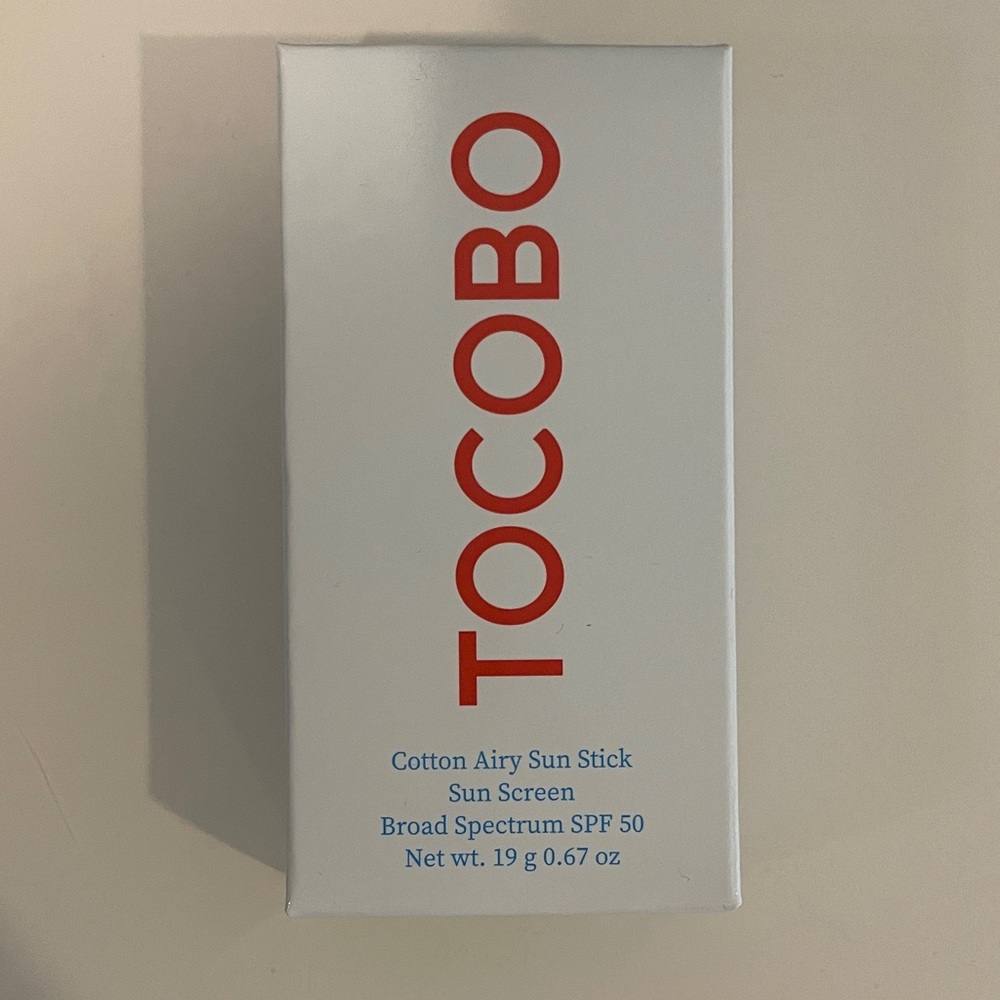 TOCOBO
Cotton Airy Sun Stick
Sun Screen
Broad Spectrum SPF 50
Net wt. 19 g 0.67 oz